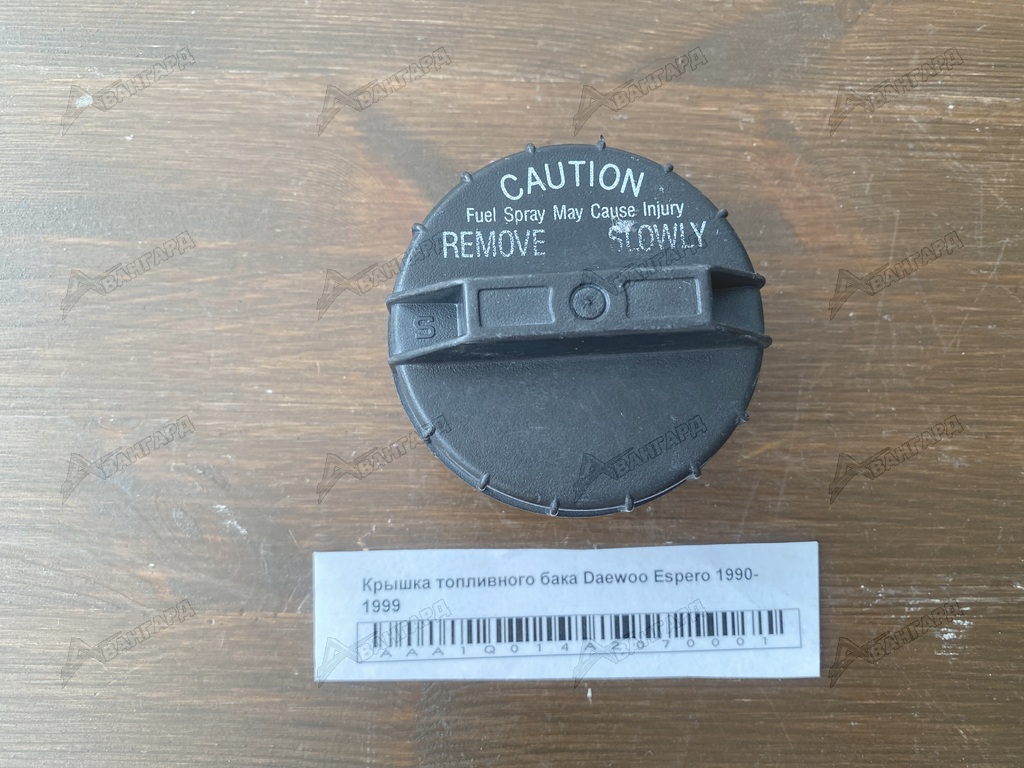 CAUTION
Fuel Spray May Cause Injury
REMOVE SLOWLY
S
Крышка топливного бака Daewoo Espero 1990-
1999
AAA1Q014A2070001
АВАНГАРД